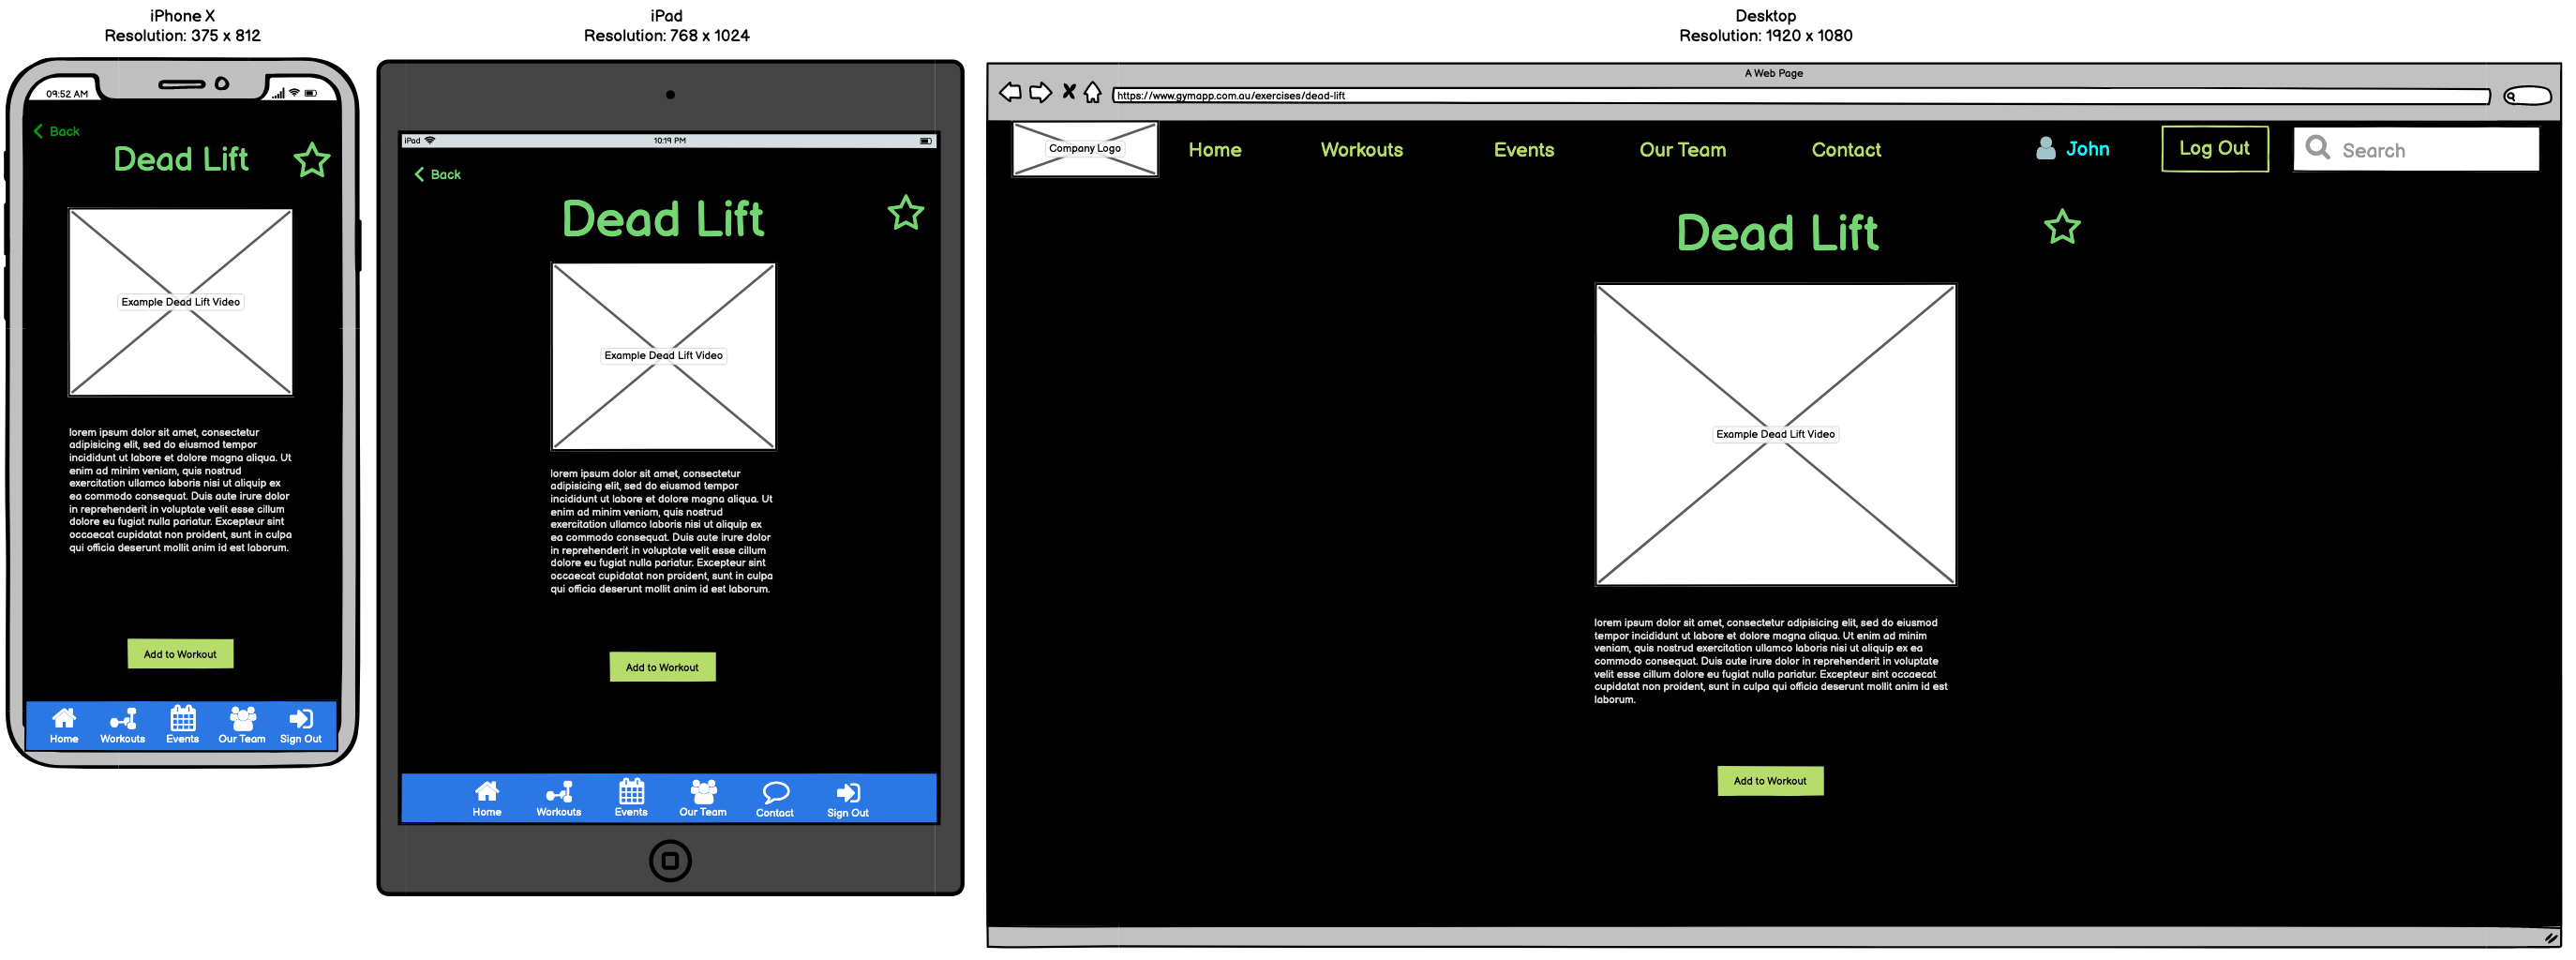 iPhone X
Resolution: 375 x 812
09:52 AM
Back
Dead Lift
Example Dead Lift Video
lorem ipsum dolor sit amet, consectetur
adipisicing elit, sed do eiusmod tempor
incididunt ut labore et dolore magna aliqua. Ut
enim ad minim veniam, quis nostrud
exercitation ullamco laboris nisi ut aliquip ex
ea commodo consequat. Duis aute irure dolor
in reprehenderit in voluptate velit esse cillum
dolore eu fugiat nulla pariatur. Excepteur sint
occaecat cupidatat non proident, sunt in culpa
qui officia deserunt mollit anim id est laborum.
Add to Workout
Home Workouts Events Our Team Sign Out
iPad
Resolution: 768 x 1024
iPad 10:19 PM
Back
Dead Lift
Example Dead Lift Video
lorem ipsum dolor sit amet, consectetur
adipisicing elit, sed do eiusmod tempor
incididunt ut labore et dolore magna aliqua. Ut
enim ad minim veniam, quis nostrud
exercitation ullamco laboris nisi ut aliquip ex
ea commodo consequat. Duis aute irure dolor
in reprehenderit in voluptate velit esse cillum
dolore eu fugiat nulla pariatur. Excepteur sint
occaecat cupidatat non proident, sunt in culpa
qui officia deserunt mollit anim id est laborum.
Add to Workout
Home Workouts Events Our Team Contact Sign Out
Desktop
Resolution: 1920 x 1080
A Web Page
https://www.gymapp.com.au/exercises/dead-lift
Company Logo Home Workouts Events Our Team Contact John Log Out Search
Dead Lift
Example Dead Lift Video
lorem ipsum dolor sit amet, consectetur adipisicing elit, sed do eiusmod
tempor incididunt ut labore et dolore magna aliqua. Ut enim ad minim
veniam, quis nostrud exercitation ullamco laboris nisi ut aliquip ex ea
commodo consequat. Duis aute irure dolor in reprehenderit in voluptate
velit esse cillum dolore eu fugiat nulla pariatur. Excepteur sint occaecat
cupidatat non proident, sunt in culpa qui officia deserunt mollit anim id est
laborum.
Add to Workout